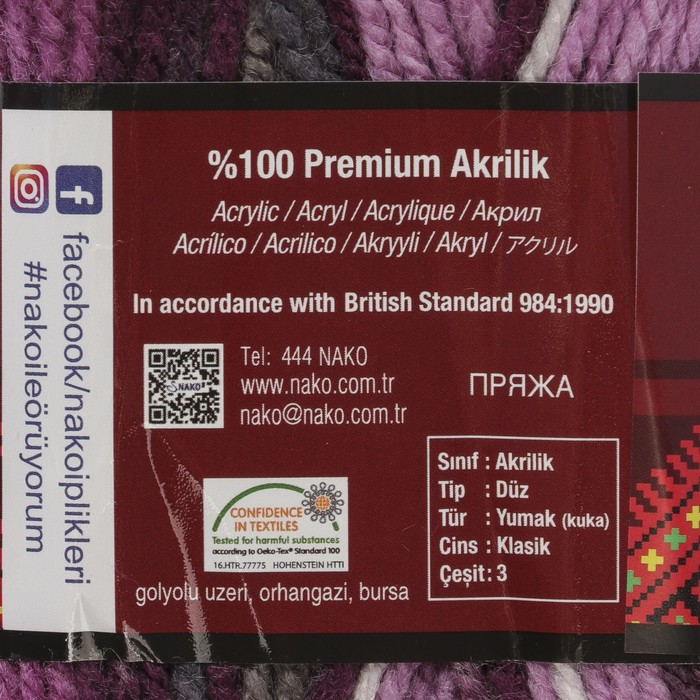 %100 Premium Akrilik
Acrylic / Acryl / Acrylique / Акрил
Acrílico / Acrilico / Akryyli / Akryl / アクリル
In accordance with British Standard 984:1990
NAKO
Tel: 444 NAKO
www.nako.com.tr
nako@nako.com.tr
ПРЯЖА
CONFIDENCE
IN TEXTILES
Tested for harmful substances
according to Oeko-Tex® Standard 100
16.HTR.77775 HOHENSTEIN HTTI
golyolu uzeri, orhangazi, bursa
Sınıf : Akrilik
Tip : Düz
Tür : Yumak (kuka)
Cins : Klasik
Çeşit : 3
facebook/nakoiplikleri
#nakoileörüyorum